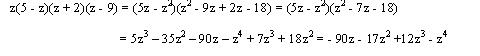 z(5 - z)(z + 2)(z - 9) = (5z - z²)(z² - 9z + 2z - 18) = (5z - z²)(z² - 7z - 18)
= 5z³ – 35z² – 90z – z⁴ + 7z³ + 18z² = - 90z - 17z² +12z³ - z⁴